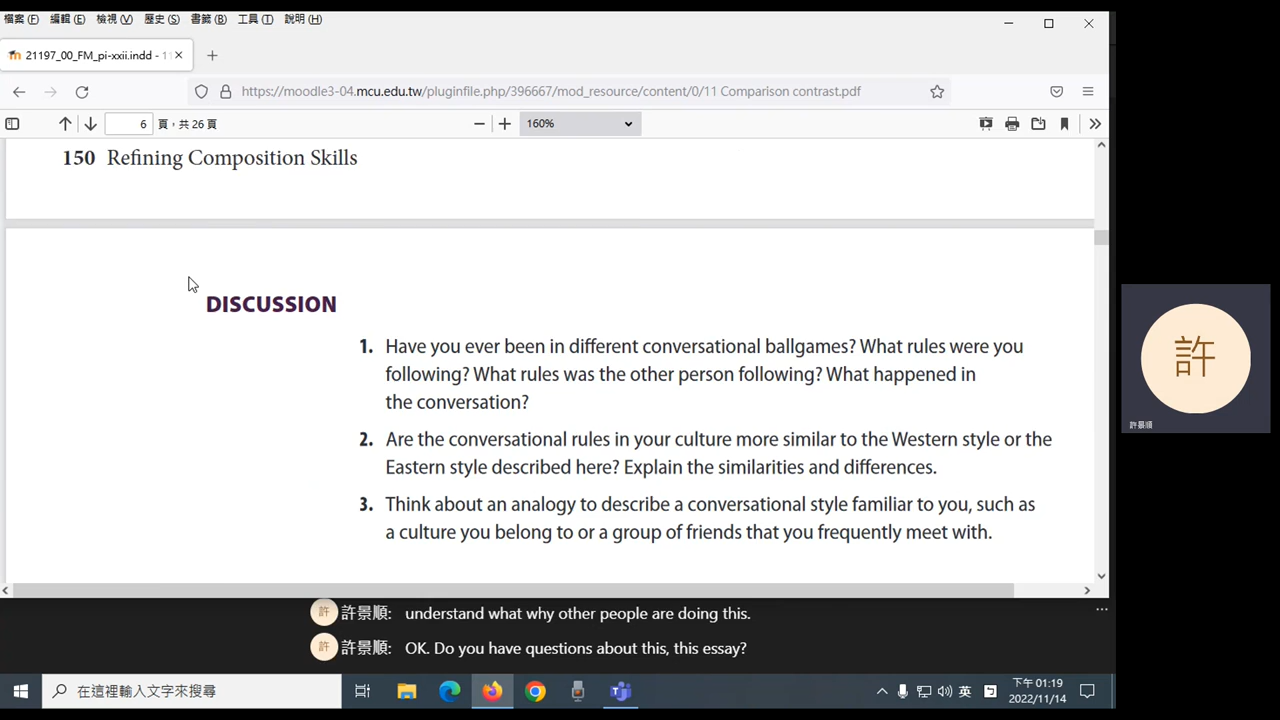 檔案(F) 編輯(E) 檢視(V) 歷史(S) 書籤(B) 工具(T) 說明(H)
21197_00_FM_pi-xxii.indd - 11
https://moodle3-04.mcu.edu.tw/pluginfile.php/396667/mod_resource/content/0/11 Comparison contrast.pdf
6 頁，共 26 頁
160%
150 Refining Composition Skills
DISCUSSION
1. Have you ever been in different conversational ballgames? What rules were you
following? What rules was the other person following? What happened in
the conversation?
2. Are the conversational rules in your culture more similar to the Western style or the
Eastern style described here? Explain the similarities and differences.
3. Think about an analogy to describe a conversational style familiar to you, such as
a culture you belong to or a group of friends that you frequently meet with.
許
許景順
許 許景順: understand what why other people are doing this.
許 許景順: OK. Do you have questions about this, this essay?
在這裡輸入文字來搜尋
英
下午 01:19
2022/11/14